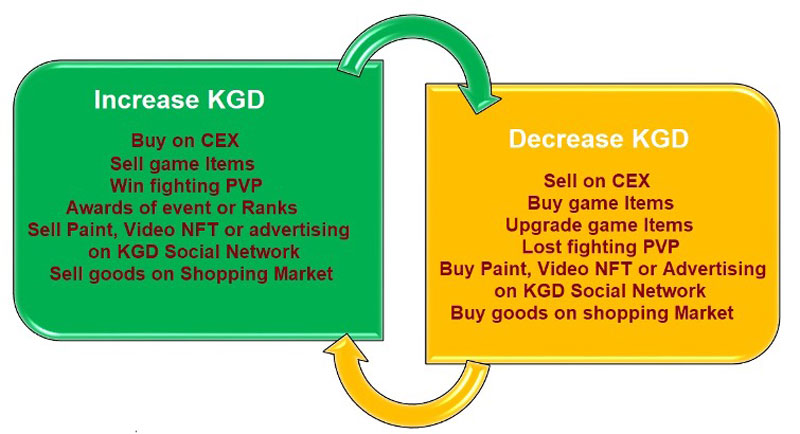 Increase KGD
Buy on CEX
Sell game Items
Win fighting PVP
Awards of event or Ranks
Sell Paint, Video NFT or advertising
on KGD Social Network
Sell goods on Shopping Market
Decrease KGD
Sell on CEX
Buy game Items
Upgrade game Items
Lost fighting PVP
Buy Paint, Video NFT or Advertising
on KGD Social Network
Buy goods on shopping Market